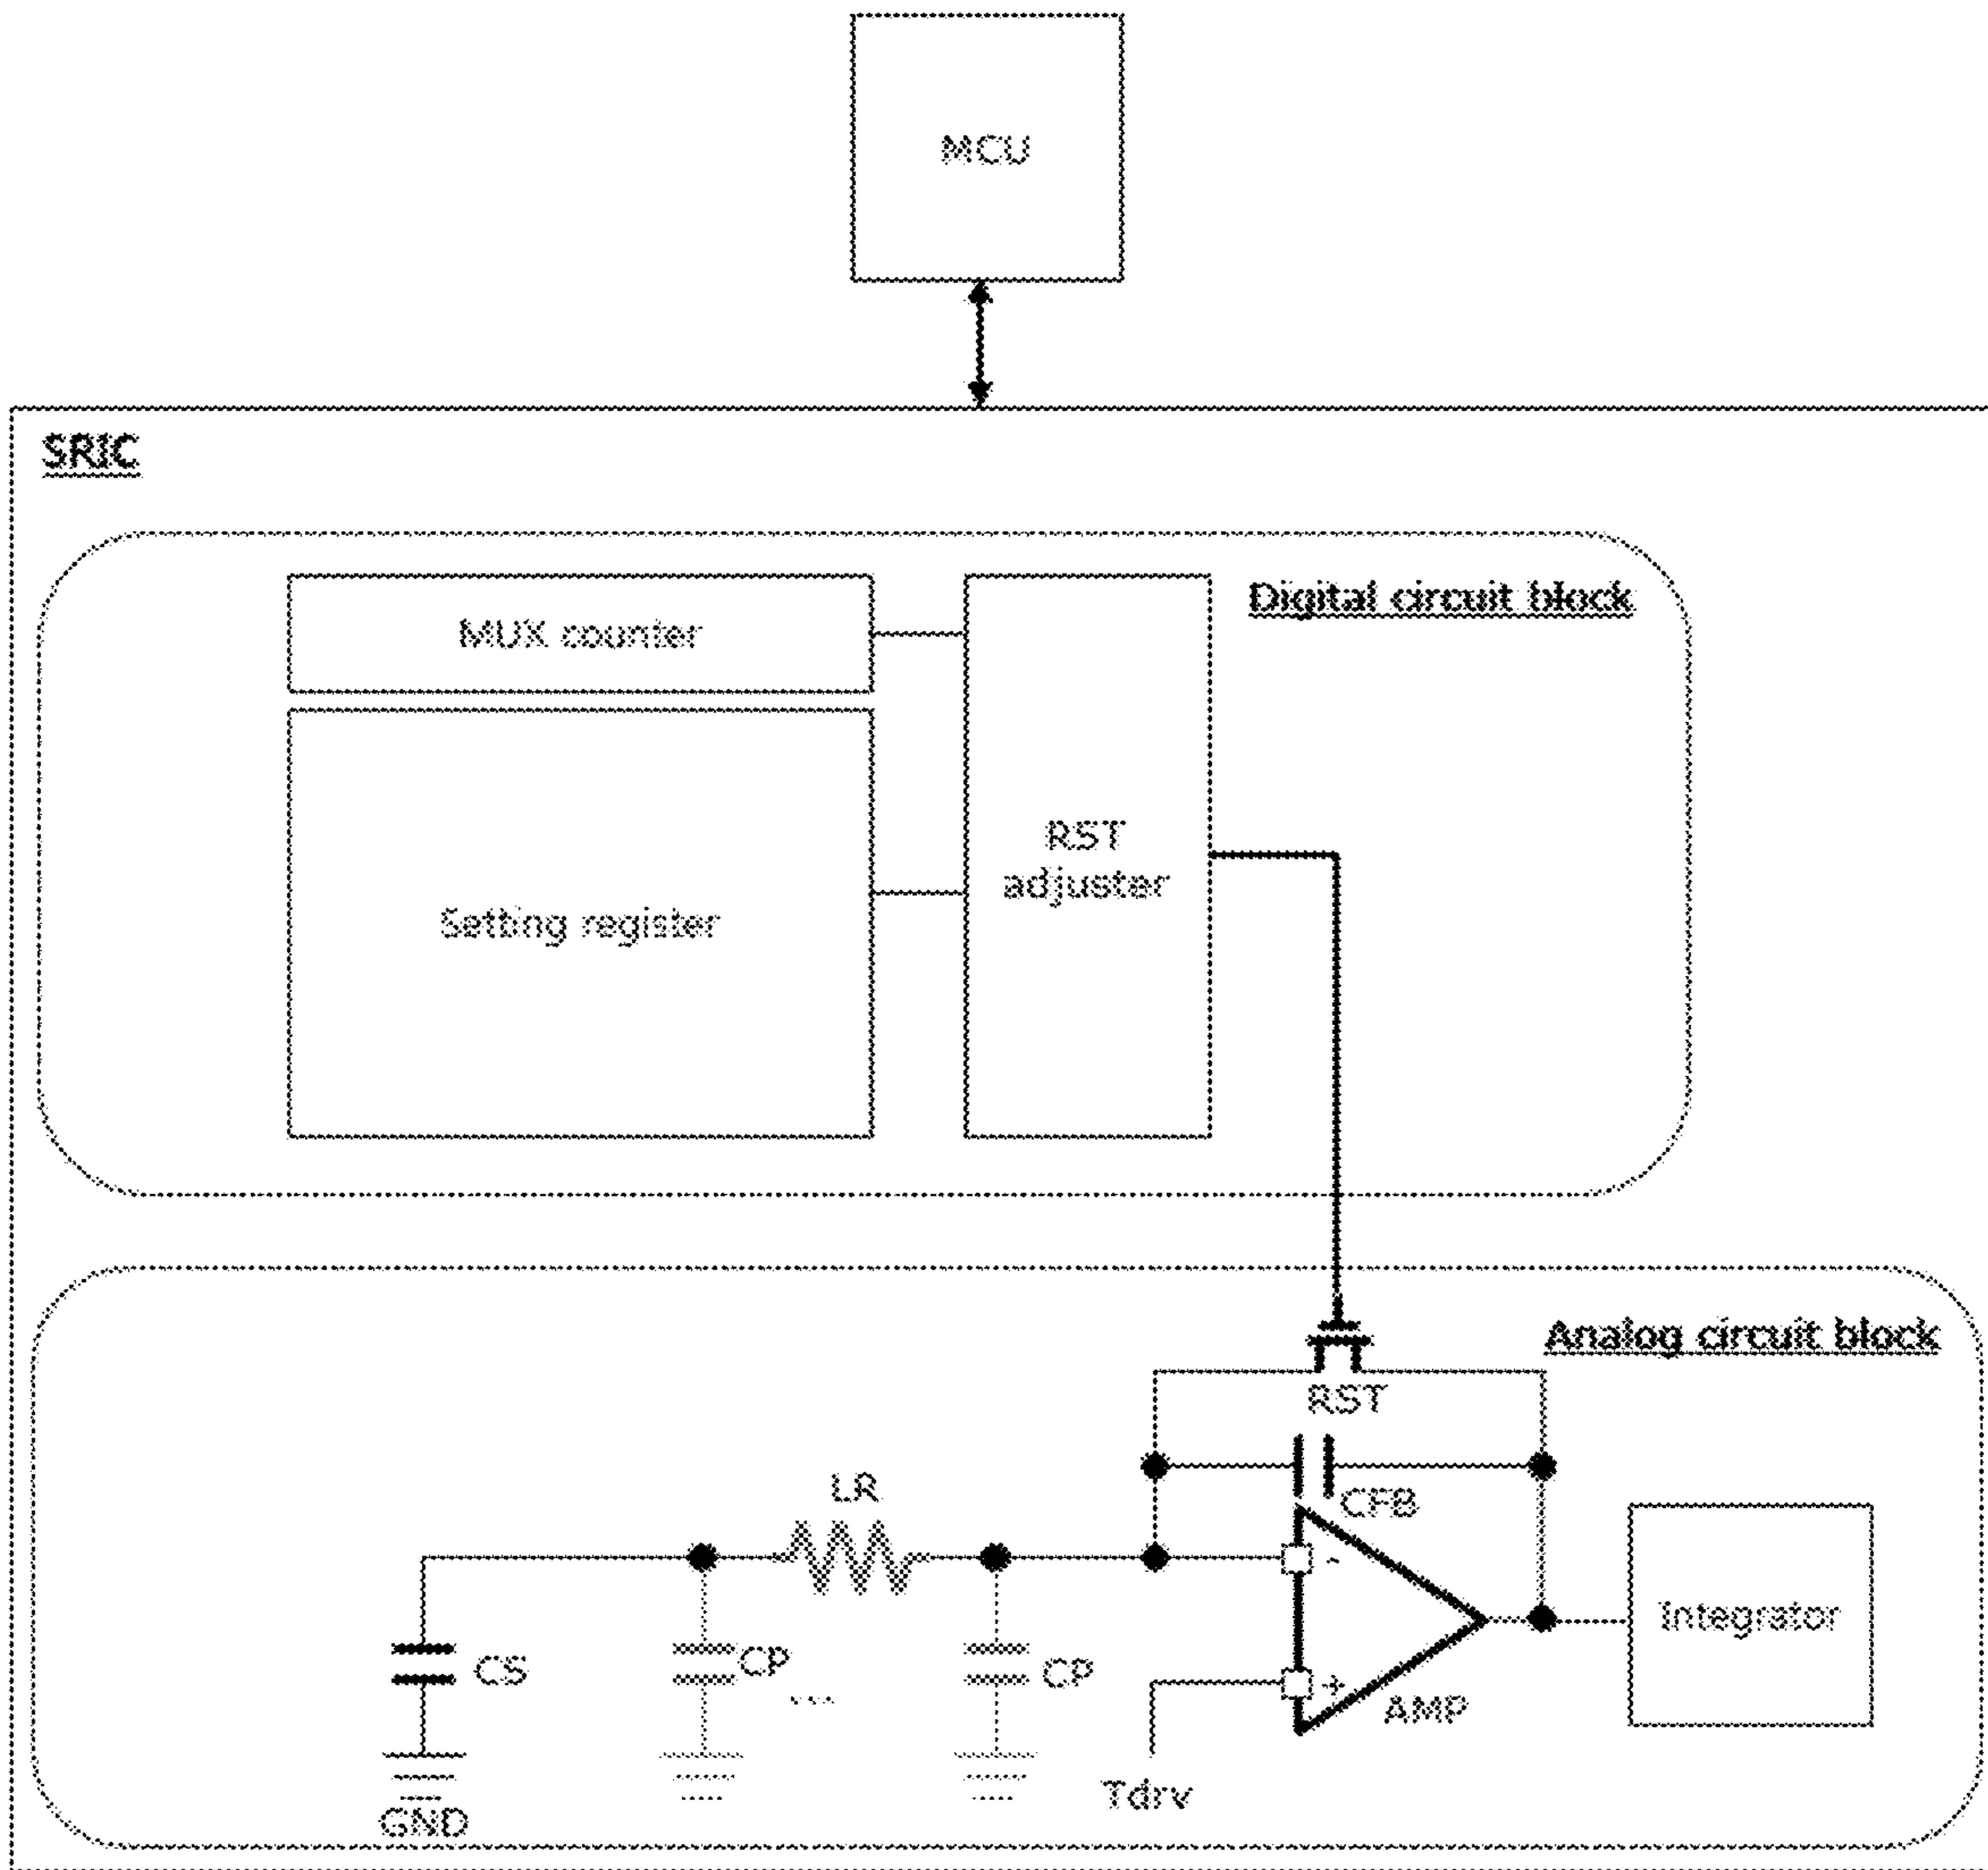 MCU
SRIC
Digital circuit block
MUX counter
Setting register
RST
adjuster
Analog circuit block
RST
CFB
LR
-
+
AMP
Integrator
CS
CP
...
CP
Tdrv
GND